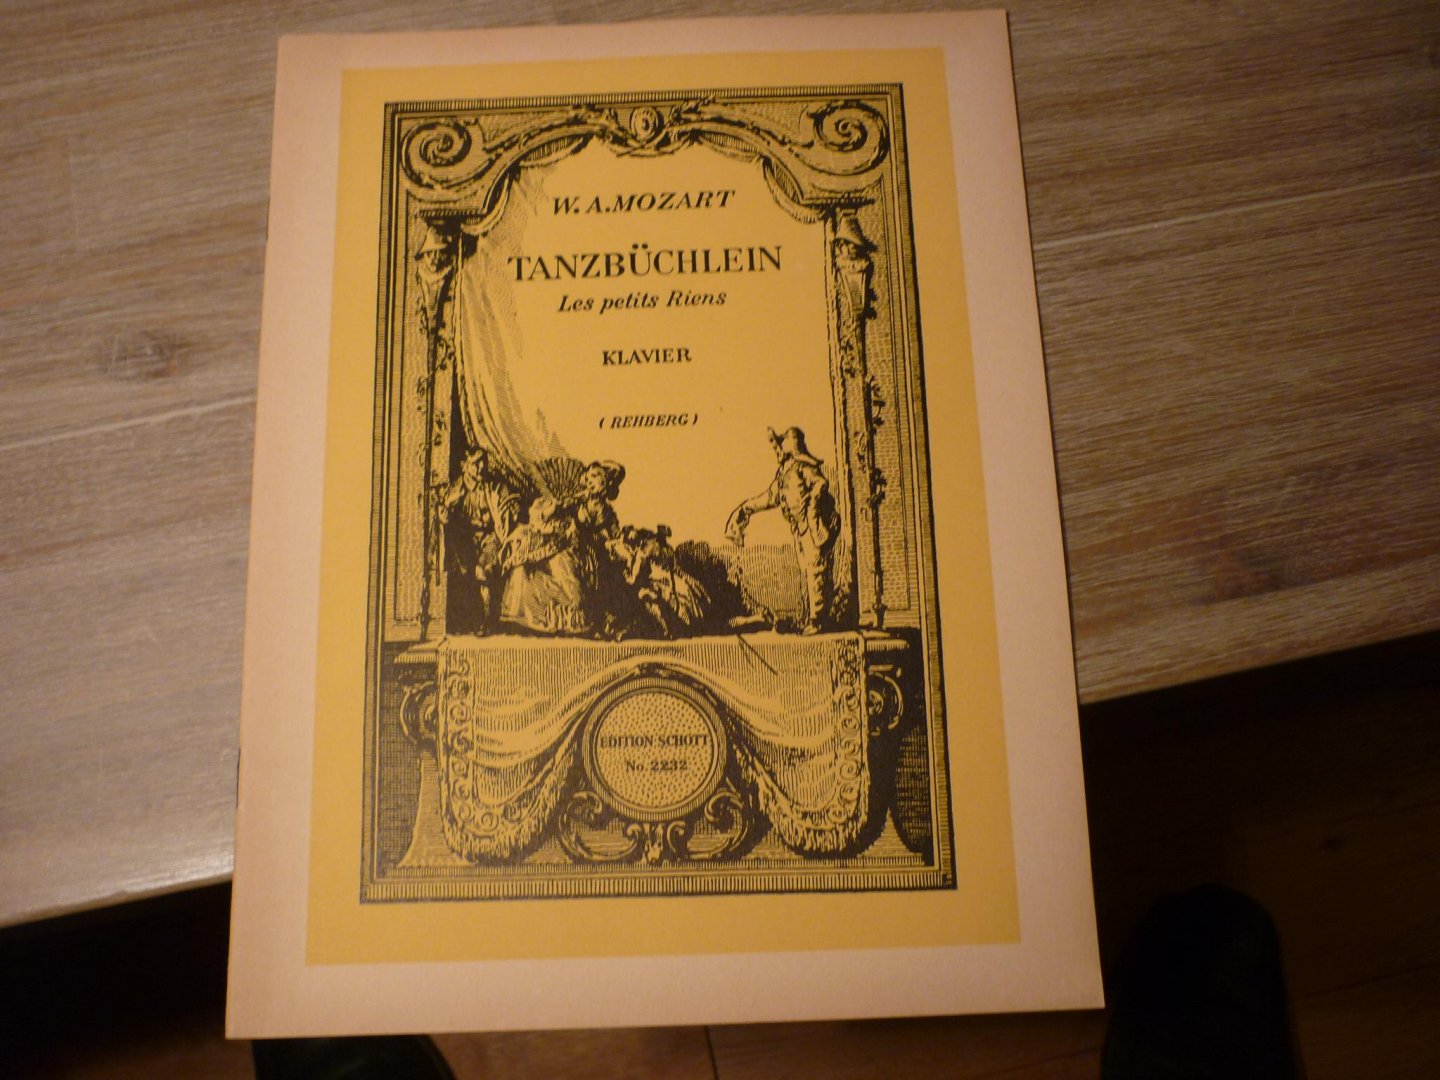 W. A. MOZART
TANZBÜCHLEIN
Les petits Riens
KLAVIER
( REHBERG )
EDITION SCHOTT
No. 2232